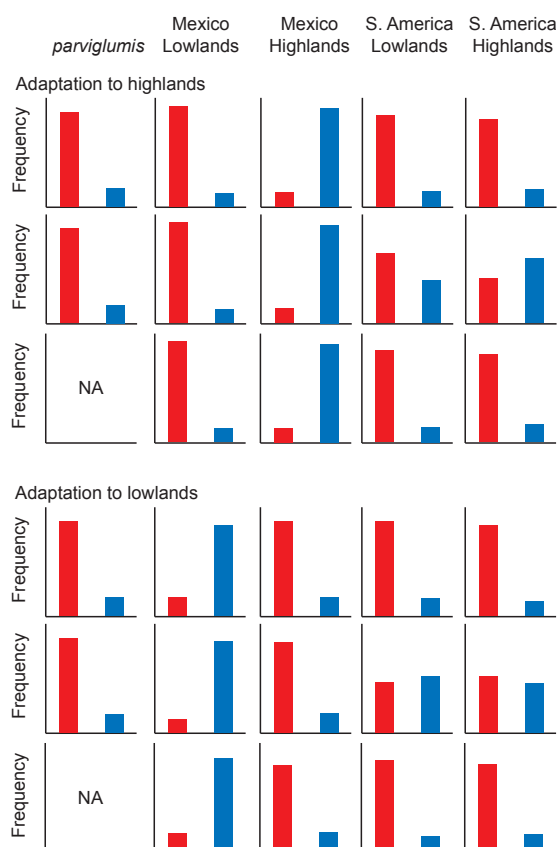 parviglumis
Mexico
Lowlands
Mexico
Highlands
S. America
Lowlands
S. America
Highlands
Adaptation to highlands
Frequency
Frequency
Frequency
NA
Adaptation to lowlands
Frequency
Frequency
Frequency
NA